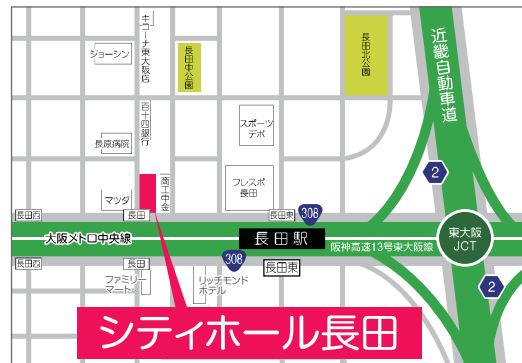 キコーナ東大阪店
ジョーシン
長田中公園
長田北公園
近畿自動車道
百十四銀行
スポーツ
デポ
長原病院
商工中金
フレスポ
長田
マツダ
2
長田西
長田
長田東
308
大阪メトロ中央線
長田駅
阪神高速13号東大阪線
東大阪
JCT
長田西
長田
308
長田東
ファミリー
マート
リッチモンド
ホテル
2
シティホール長田